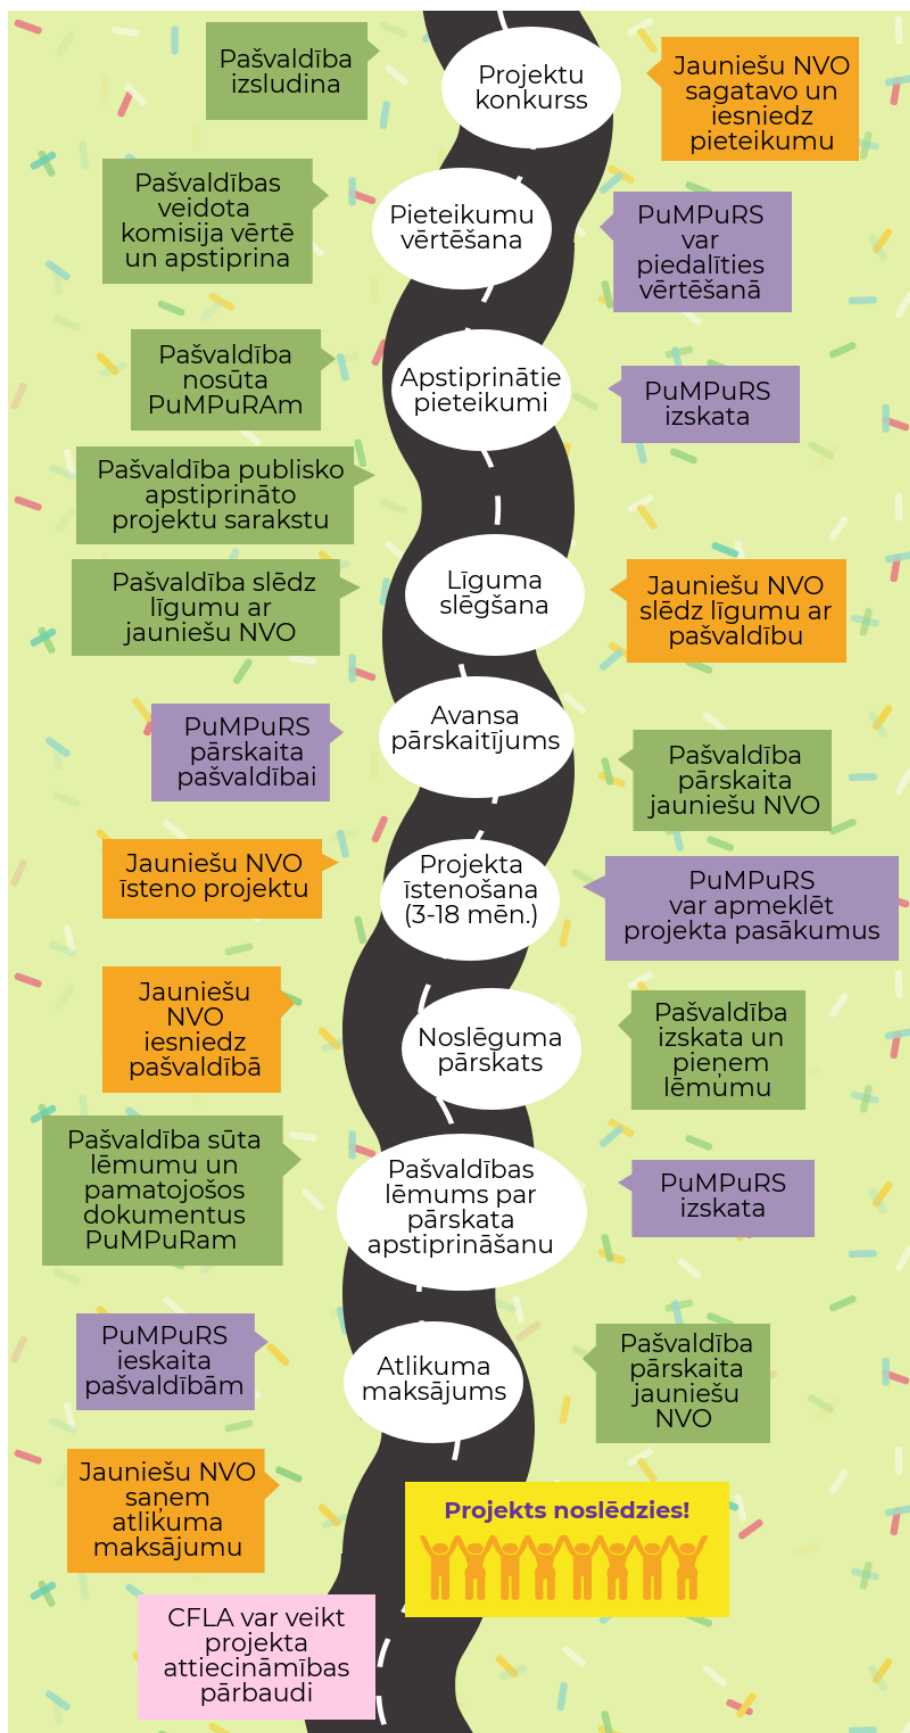 Pašvaldība
izsludina
Projektu
konkurss
Jauniešu NVO
sagatavo un
iesniedz
pieteikumu
Pašvaldības
veidota
komisija vērtē
un apstiprina
Pieteikumu
vērtēšana
PuMPuRS
var
piedalīties
vērtēšanā
Pašvaldība
nosūta
PuMPuRAm
Apstiprinātie
pieteikumi
PuMPuRS
izskata
Pašvaldība publisko
apstiprināto
projektu sarakstu
Pašvaldība slēdz
līgumu ar
jauniešu NVO
Līguma
slēgšana
Jauniešu NVO
slēdz līgumu ar
pašvaldību
PuMPuRS
pārskaita
pašvaldībai
Avansa
pārskaitījums
Pašvaldība
pārskaita
jauniešu NVO
Jauniešu NVO
īsteno projektu
Projekta
īstenošana
(3-18 mēn.)
PuMPuRS
var apmeklēt
projekta pasākumus
Jauniešu
NVO
iesniedz
pašvaldībā
Noslēguma
pārskats
Pašvaldība
izskata un
pieņem
lēmumu
Pašvaldība sūta
lēmumu un
pamatojošos
dokumentus
PuMPuRam
Pašvaldības
lēmums par
pārskata
apstiprināšanu
PuMPuRS
izskata
PuMPuRS
ieskaita
pašvaldībām
Atlikuma
maksājums
Pašvaldība
pārskaita
jauniešu
NVO
Jauniešu NVO
saņem
atlikuma
maksājumu
Projekts noslēdzies!
CFLA var veikt
projekta
attiecināmības
pārbaudi